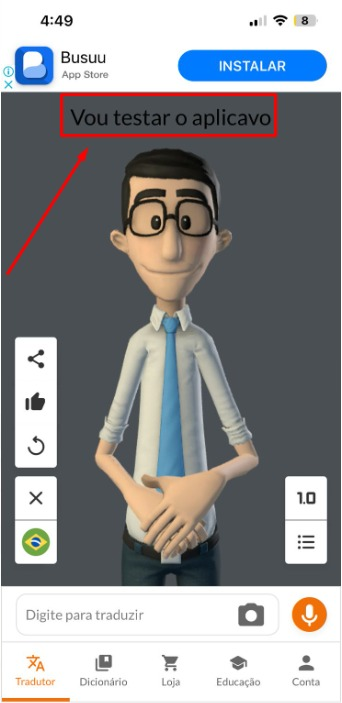 4:49
8
Busuu
App Store
INSTALAR
Vou testar o aplicavo
1.0
Digite para traduzir
Tradutor
Dicionário
Loja
Educação
Conta